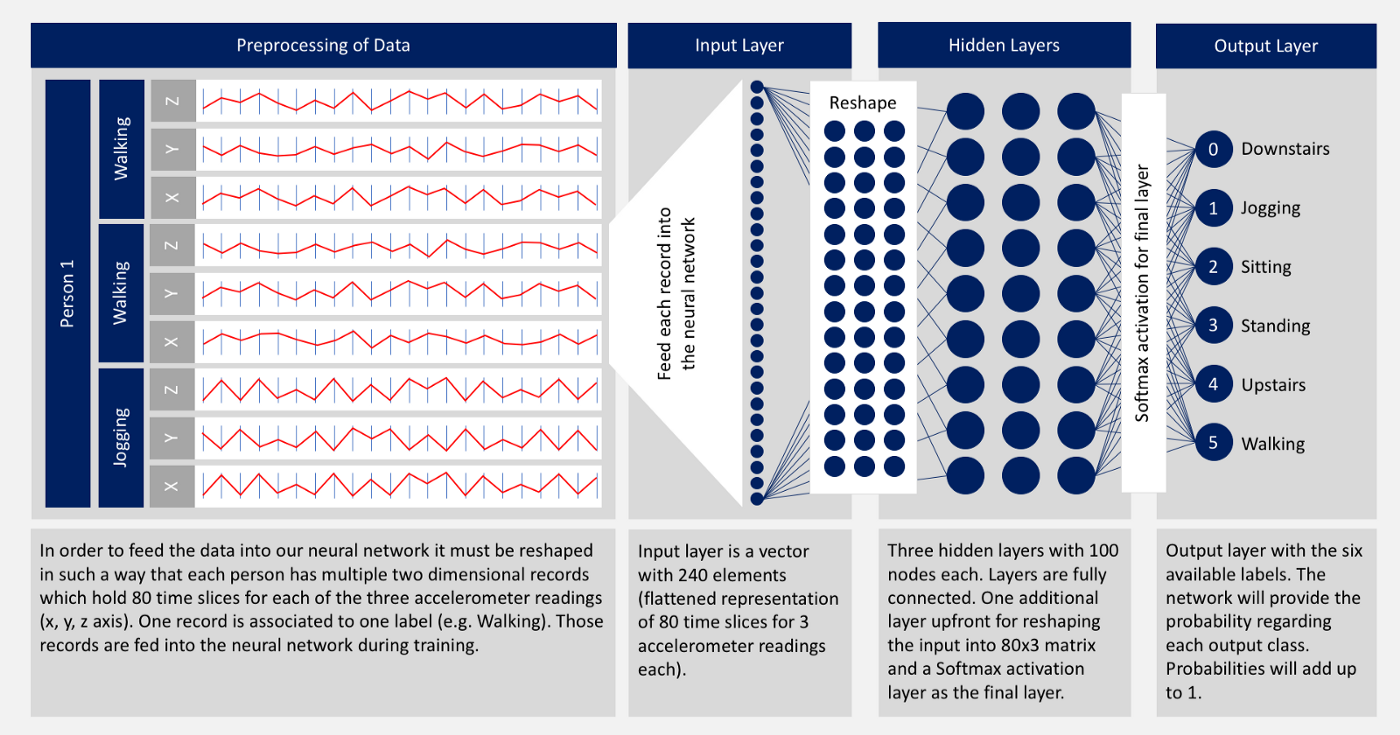 Preprocessing of Data
Input Layer
Hidden Layers
Output Layer
Person 1
Walking
Z
Y
X
Walking
Z
Y
X
Jogging
Z
Y
X
Feed each record into
the neural network
Reshape
Softmax activation for final layer
0 Downstairs
1 Jogging
2 Sitting
3 Standing
4 Upstairs
5 Walking
In order to feed the data into our neural network it must be reshaped
in such a way that each person has multiple two dimensional records
which hold 80 time slices for each of the three accelerometer readings
(x, y, z axis). One record is associated to one label (e.g. Walking). Those
records are fed into the neural network during training.
Input layer is a vector
with 240 elements
(flattened representation
of 80 time slices for 3
accelerometer readings
each).
Three hidden layers with 100
nodes each. Layers are fully
connected. One additional
layer upfront for reshaping
the input into 80x3 matrix
and a Softmax activation
layer as the final layer.
Output layer with the six
available labels. The
network will provide the
probability regarding
each output class.
Probabilities will add up
to 1.